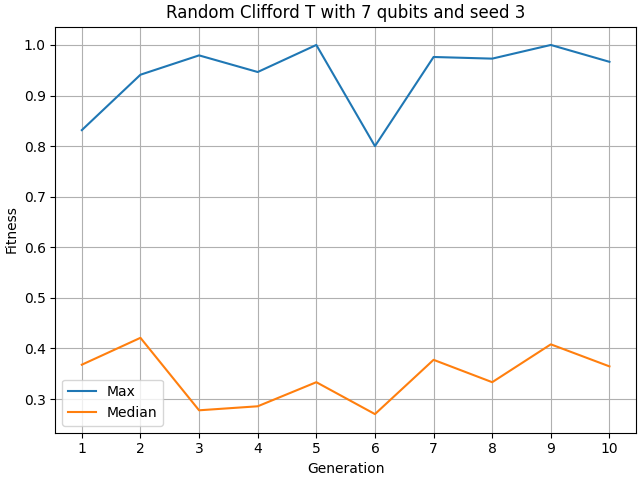 Random Clifford T with 7 qubits and seed 3
1.0
0.9
0.8
0.7
0.6
0.5
0.4
0.3
Fitness
Max
Median
1 2 3 4 5 6 7 8 9 10
Generation